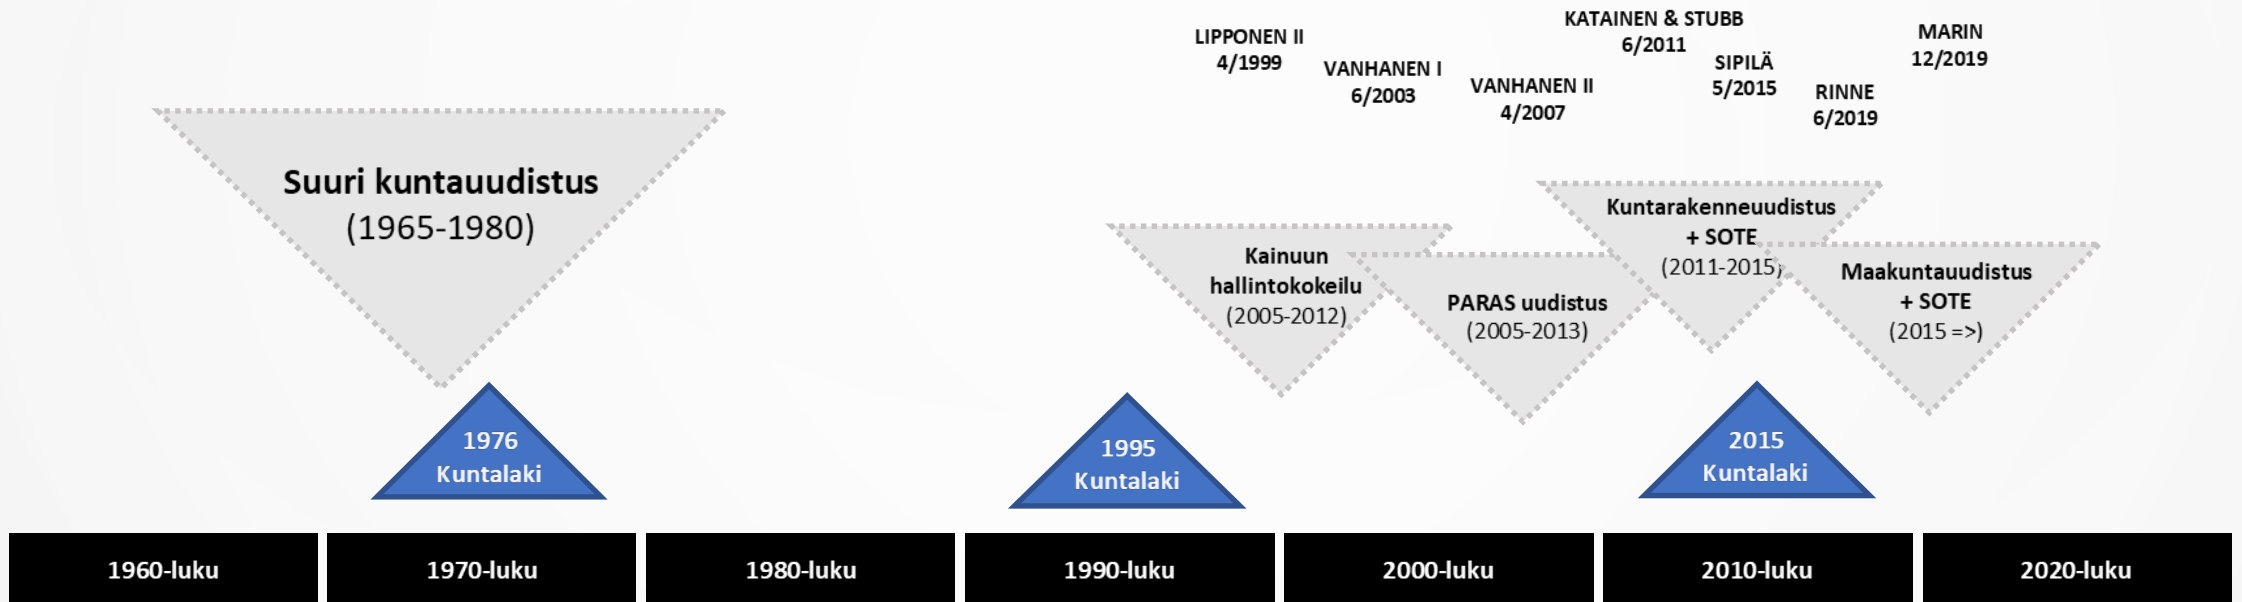 LIPPONEN II
4/1999
VANHANEN I
6/2003
VANHANEN II
4/2007
KATAINEN & STUBB
6/2011
SIPILÄ
5/2015
RINNE
6/2019
MARIN
12/2019
Suuri kuntauudistus
(1965-1980)
Kainuun
hallintokokeilu
(2005-2012)
PARAS uudistus
(2005-2013)
Kuntarakenneuudistus
+ SOTE
(2011-2015)
Maakuntauudistus
+ SOTE
(2015 =>)
1976
Kuntalaki
1995
Kuntalaki
2015
Kuntalaki
1960-luku
1970-luku
1980-luku
1990-luku
2000-luku
2010-luku
2020-luku